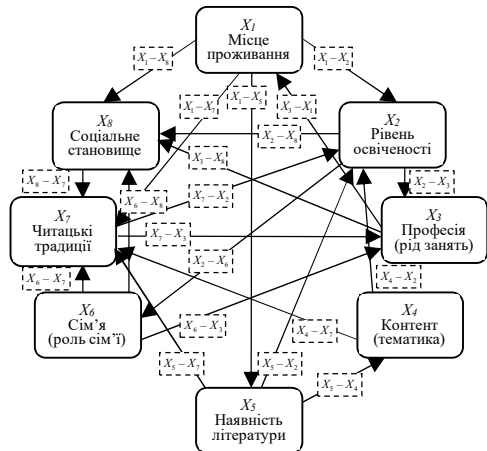 X₁
Місце
проживання
X₁ – X₈
X₁ – X₂
X₁ – X₇
X₁ – X₅
X₃ – X₁
X₈
Соціальне
становище
X₂
Рівень
освіченості
X₂ – X₈
X₃ – X₈
X₈ – X₇
X₇ – X₂
X₂ – X₃
X₆ – X₈
X₇
Читацькі
традиції
X₃
Професія
(рід занять)
X₇ – X₃
X₂ – X₆
X₄ – X₂
X₆ – X₇
X₆
Сім’я
(роль сім’ї)
X₆ – X₃
X₄ – X₇
X₄
Контент
(тематика)
X₅ – X₇
X₅ – X₂
X₅ – X₄
X₅
Наявність
літератури